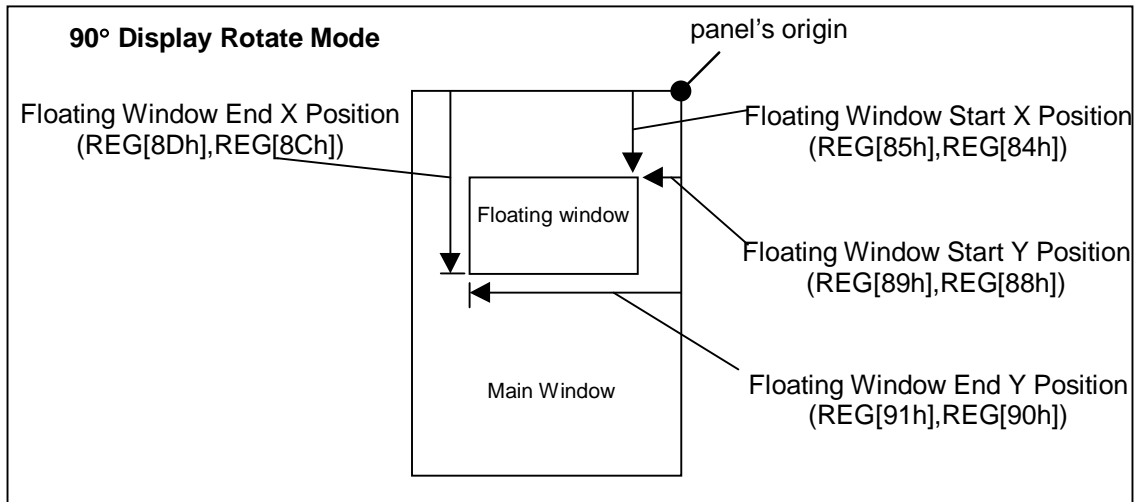 90° Display Rotate Mode
panel's origin
Floating Window End X Position
(REG[8Dh],REG[8Ch])
Floating Window Start X Position
(REG[85h],REG[84h])
Floating window
Floating Window Start Y Position
(REG[89h],REG[88h])
Main Window
Floating Window End Y Position
(REG[91h],REG[90h])